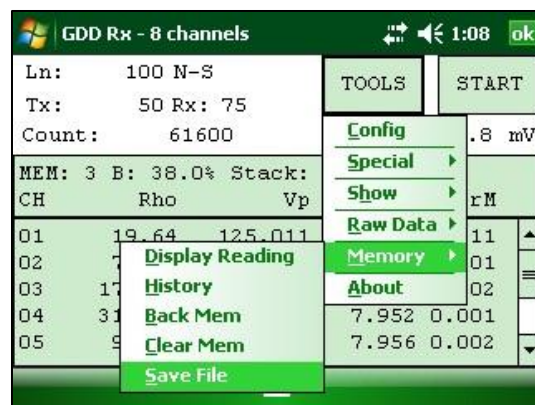 GDD Rx - 8 channels 1:08 ok
Ln: 100 N-S
Tx: 50 Rx: 75
Count: 61600
TOOLS START
.8 mV
MEM: 3 B: 38.0% Stack:
CH Rho Vp rM
01 19.64 125.011 11
02 01
03 17 02
04 31 7.952 0.001
05 7.956 0.002
Config
Special
Show
Raw Data
Memory
About
Display Reading
History
Back Mem
Clear Mem
Save File